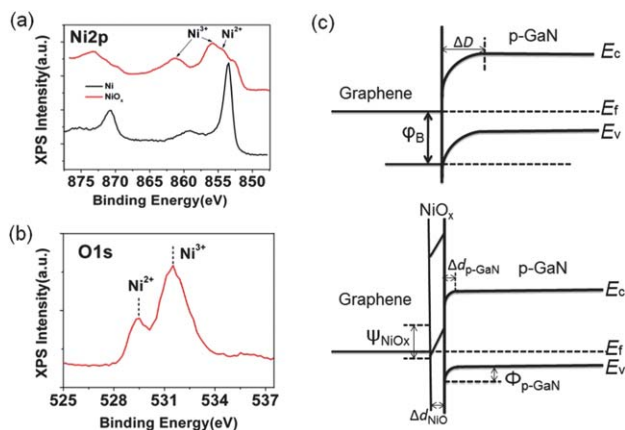 (a)
Ni2p
Ni³⁺
Ni²⁺
Ni
NiOₓ
XPS Intensity(a.u.)
875 870 865 860 855 850
Binding Energy(eV)
(b)
O1s
Ni²⁺
Ni³⁺
XPS Intensity(a.u.)
525 528 531 534 537
Binding Energy(eV)
(c)
ΔD
p-GaN
Ec
Graphene
Ef
φB
Ev
NiOₓ
Δdp-GaN
p-GaN
Ec
Graphene
ΨNiOx
Ef
Ev
Φp-GaN
ΔdNiO